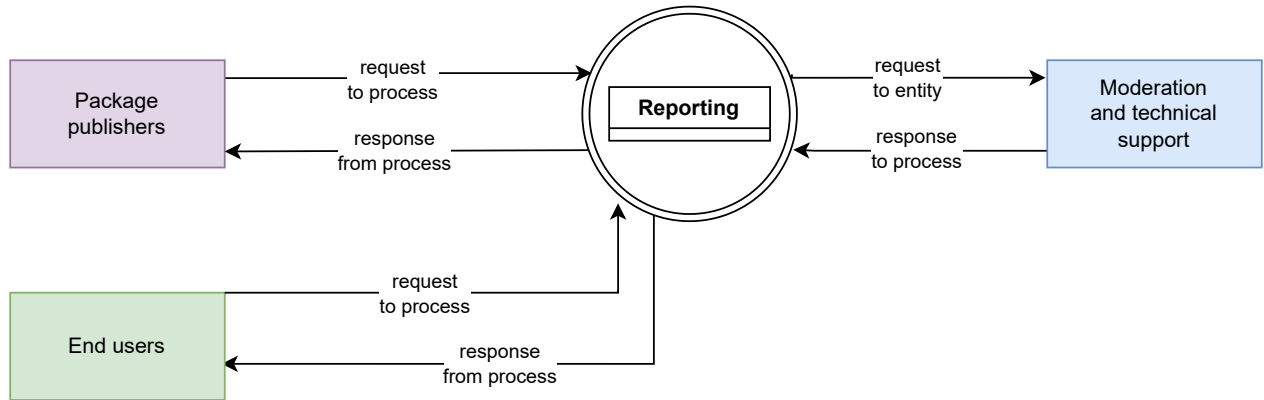 request
to process
request
to entity
Package
publishers
Reporting
Moderation
and technical
support
response
from process
response
to process
request
to process
End users
response
from process